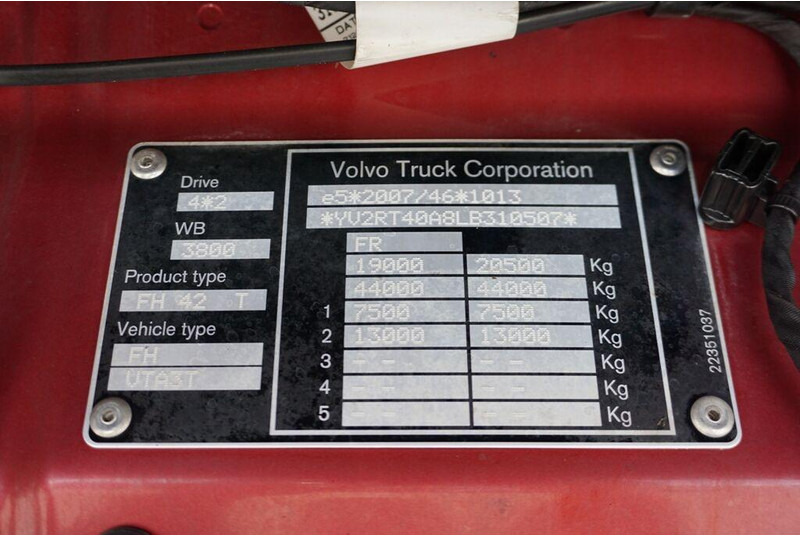 DAT
Volvo Truck Corporation
Drive
4*2
WB
3800
Product type
FH 42 T
Vehicle type
FH
VTA3T
e5*2007/46*1013
*YV2RT40A8LB310507*
FR
19000 20500 Kg
44000 44000 Kg
1 7500 7500 Kg
2 13000 13000 Kg
3 - - - - Kg
4 - - - - Kg
5 - - - - Kg
22351037